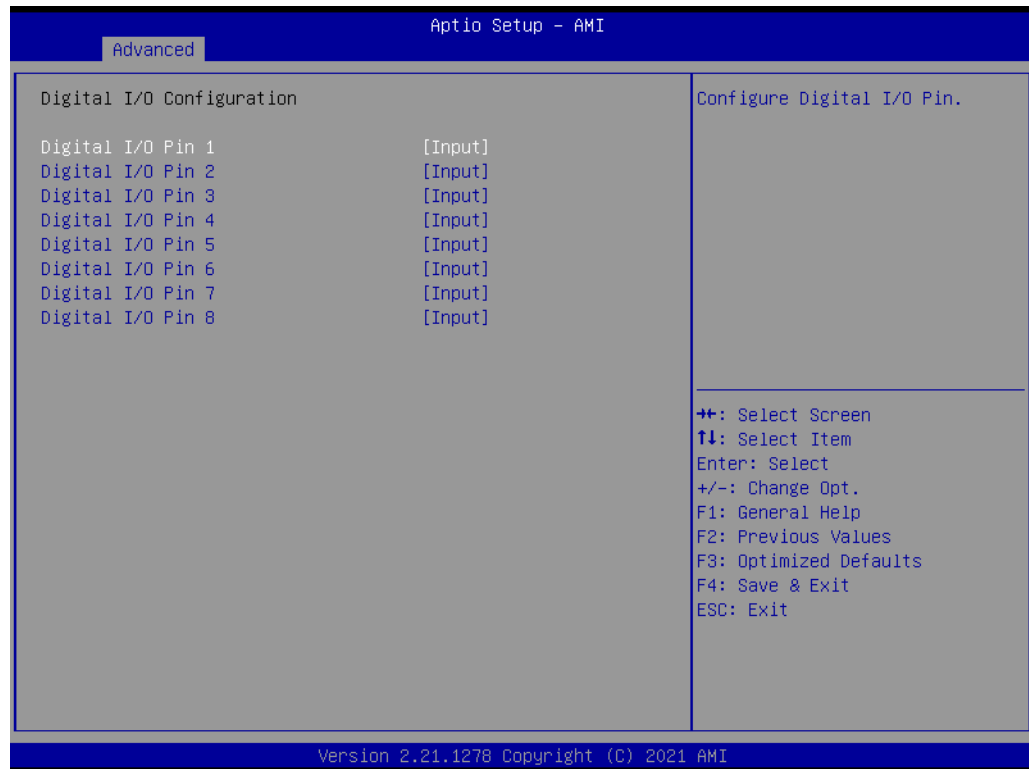 Aptio Setup – AMI
Advanced
Digital I/O Configuration
Digital I/O Pin 1 [Input]
Digital I/O Pin 2 [Input]
Digital I/O Pin 3 [Input]
Digital I/O Pin 4 [Input]
Digital I/O Pin 5 [Input]
Digital I/O Pin 6 [Input]
Digital I/O Pin 7 [Input]
Digital I/O Pin 8 [Input]
Configure Digital I/O Pin.
→←: Select Screen
↑↓: Select Item
Enter: Select
+/-: Change Opt.
F1: General Help
F2: Previous Values
F3: Optimized Defaults
F4: Save & Exit
ESC: Exit
Version 2.21.1278 Copyright (C) 2021 AMI